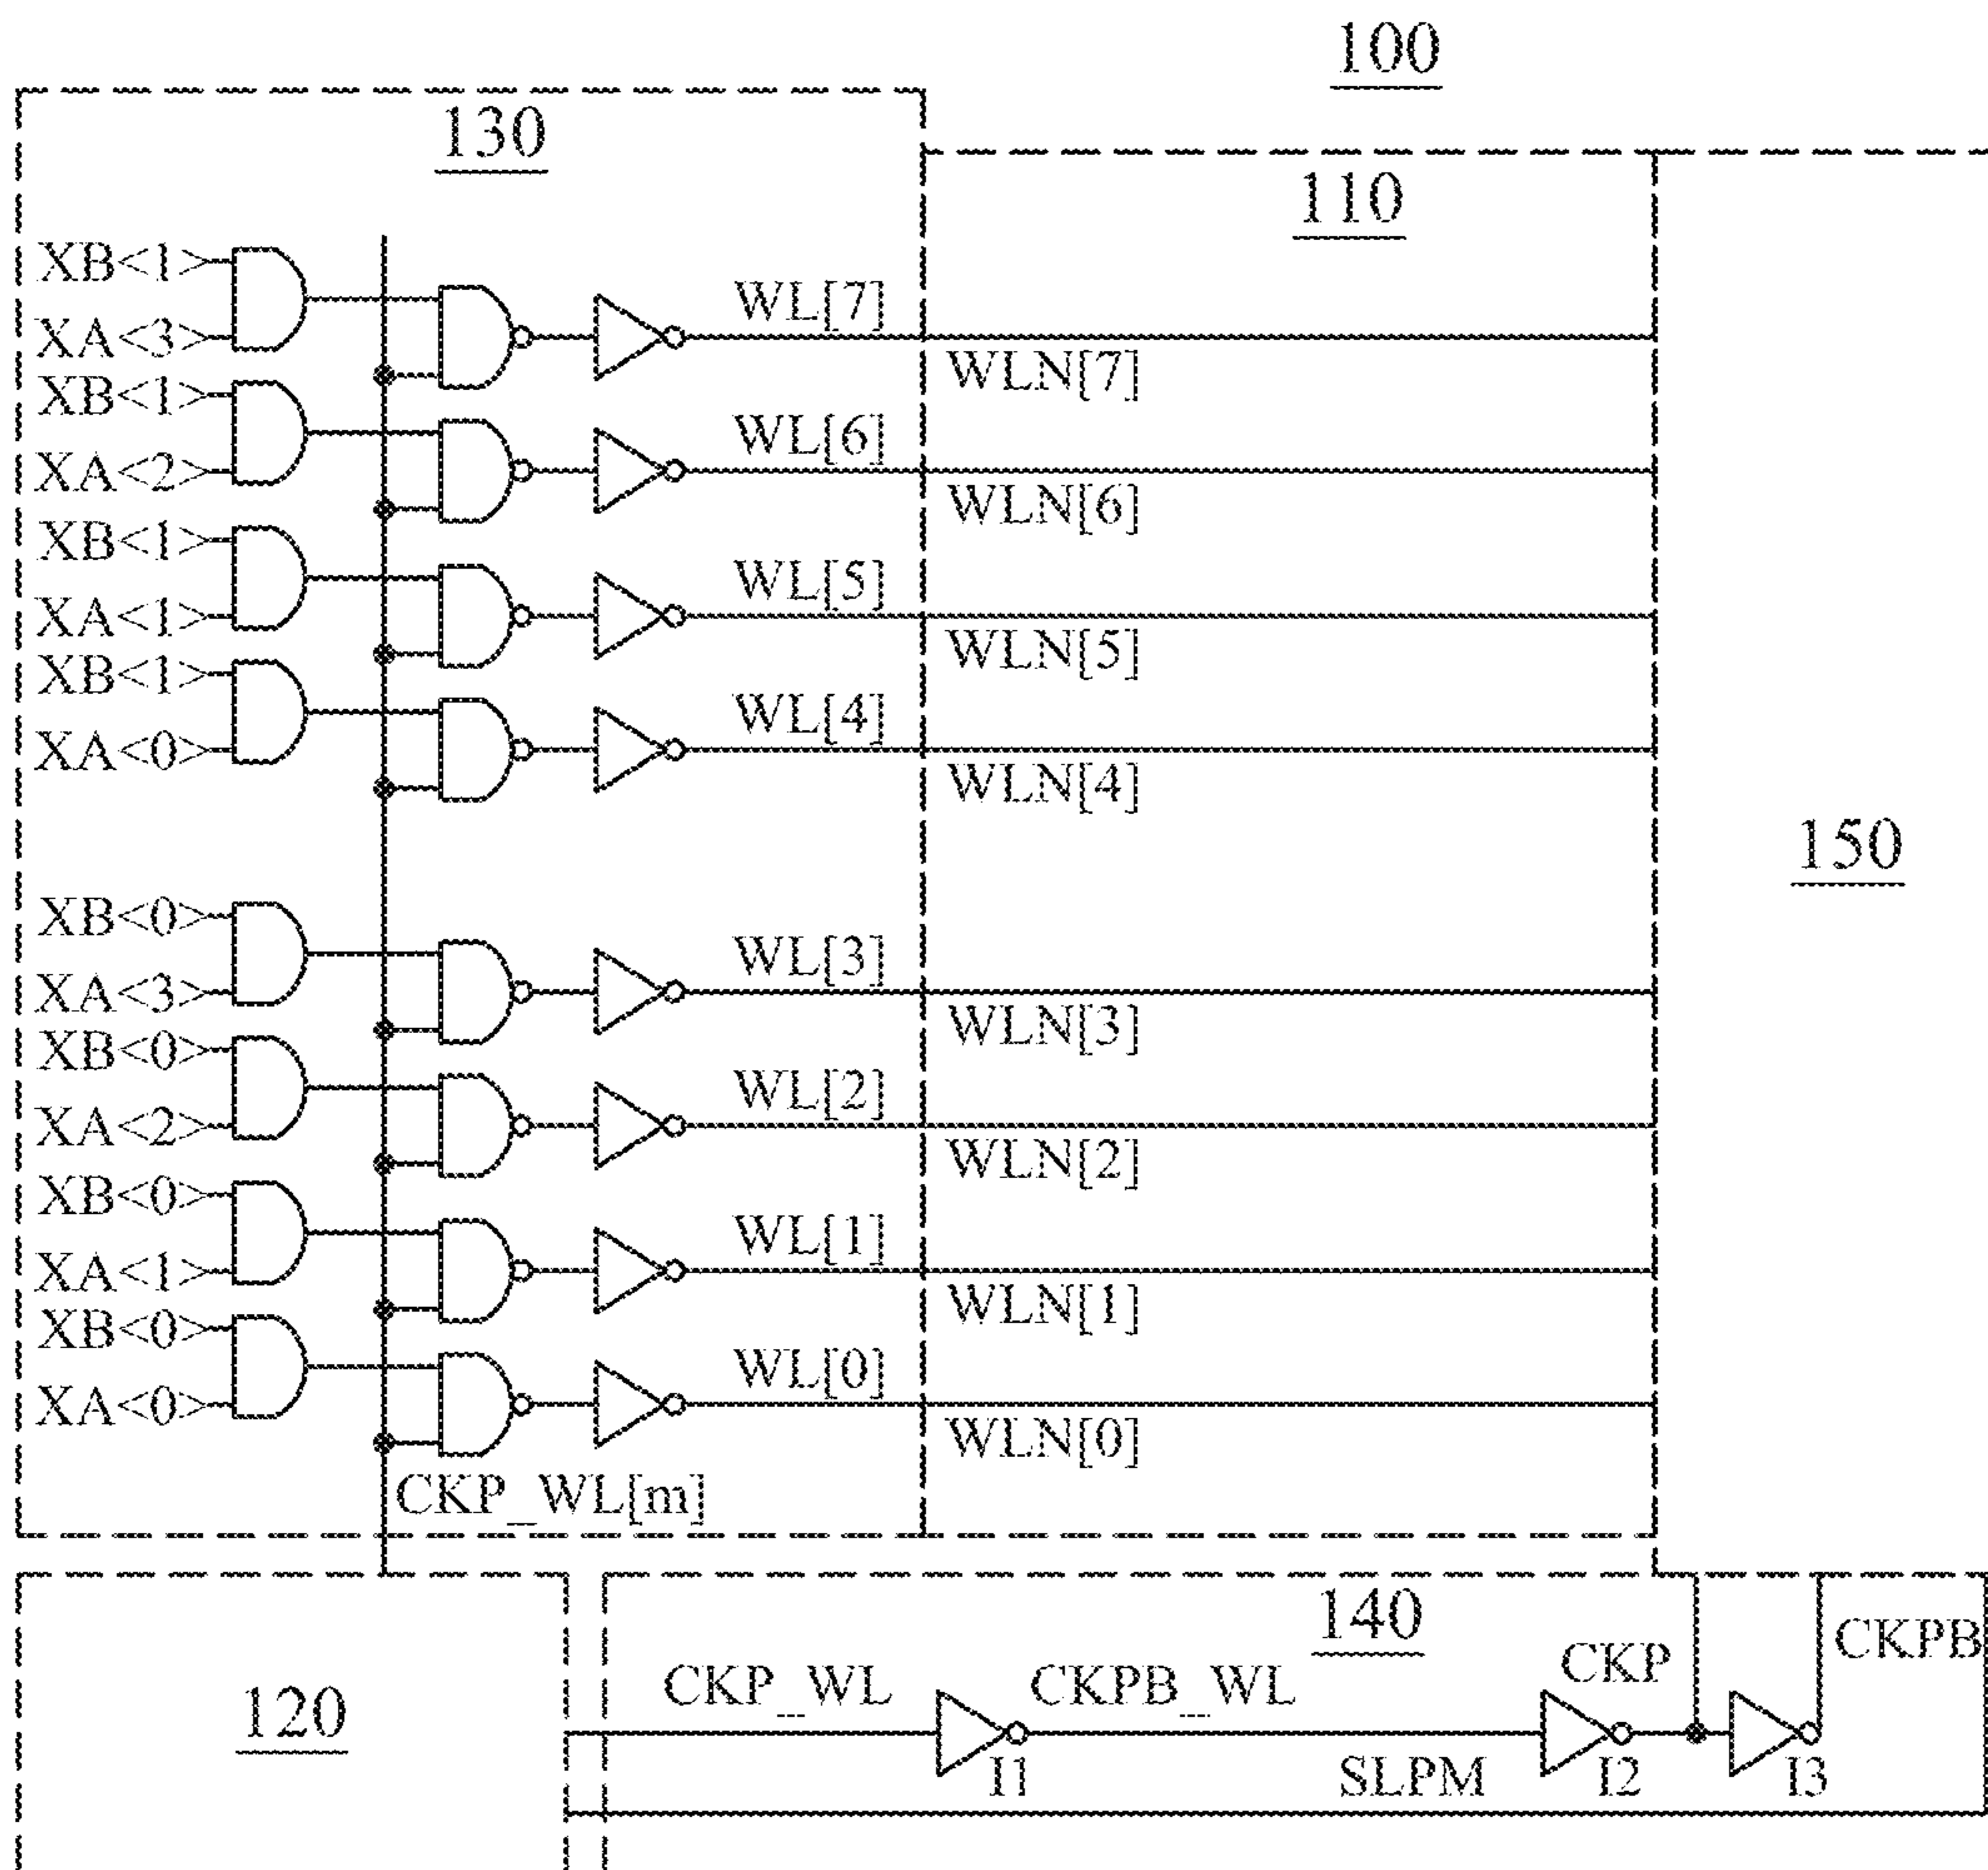 100
130
110
XB<1>
XA<3>
WL[7]
WLN[7]
XB<1>
XA<2>
WL[6]
WLN[6]
XB<1>
XA<1>
WL[5]
WLN[5]
XB<1>
XA<0>
WL[4]
WLN[4]
150
XB<0>
XA<3>
WL[3]
WLN[3]
XB<0>
XA<2>
WL[2]
WLN[2]
XB<0>
XA<1>
WL[1]
WLN[1]
XB<0>
XA<0>
WL[0]
WLN[0]
CKP_WL[m]
140
120
CKP_WL
CKPB_WL
CKP
CKPB
I1
SLPM
I2
I3